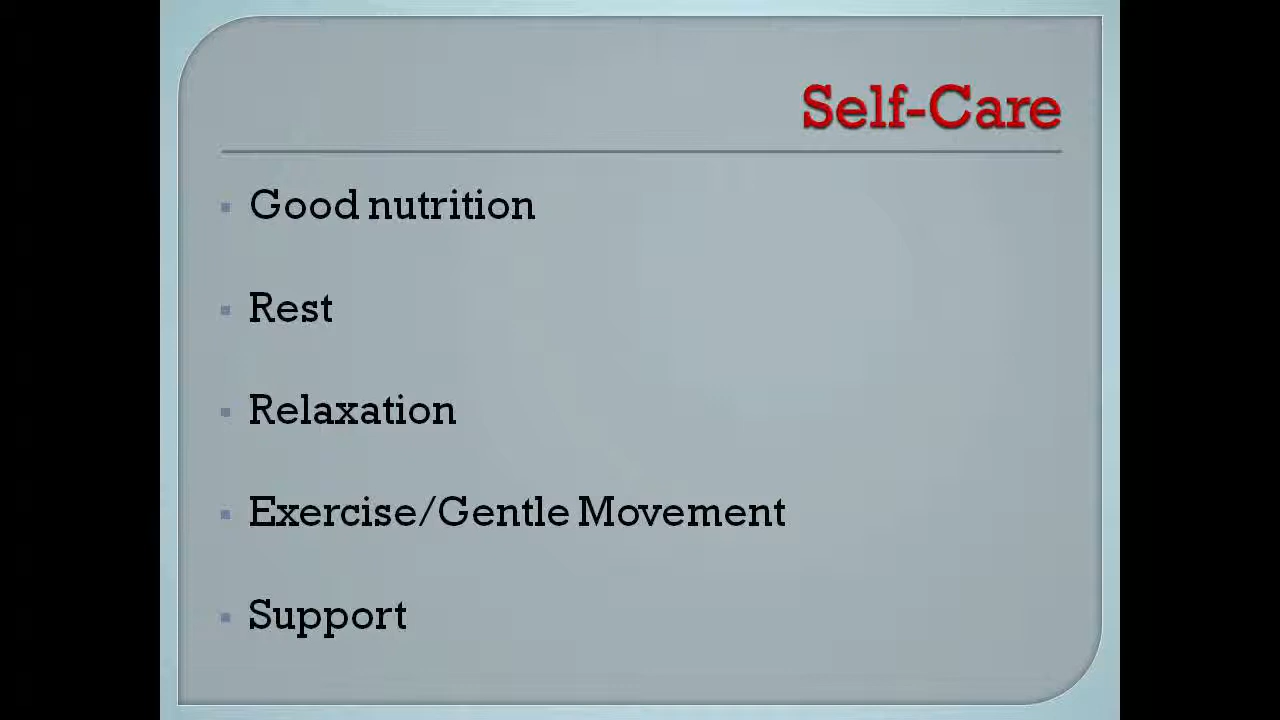 Self-Care
Good nutrition
Rest
Relaxation
Exercise/Gentle Movement
Support